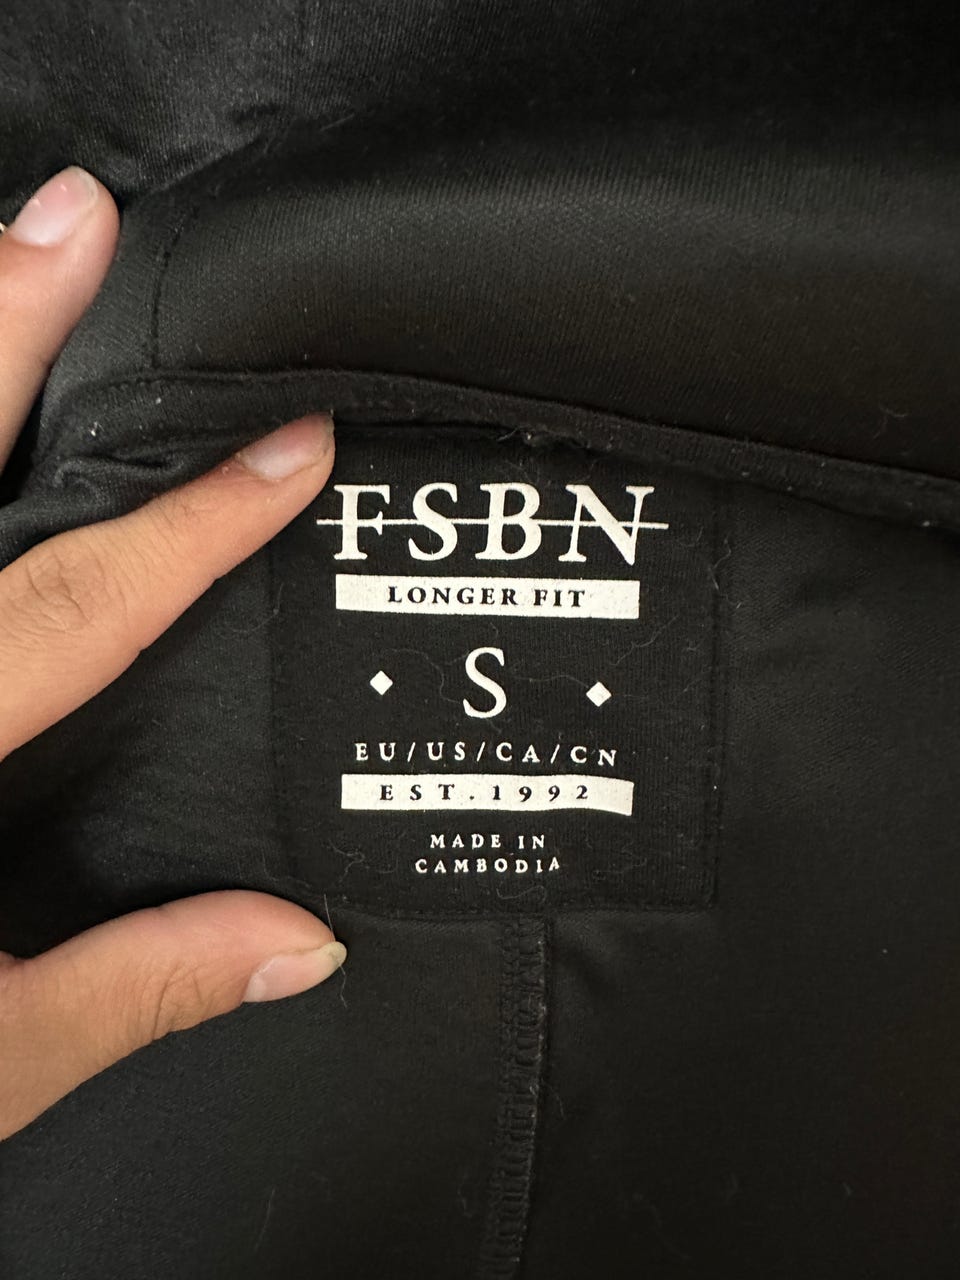 FSBN
LONGER FIT
S
EU/US/CA/CN
EST.1992
MADE IN
CAMBODIA